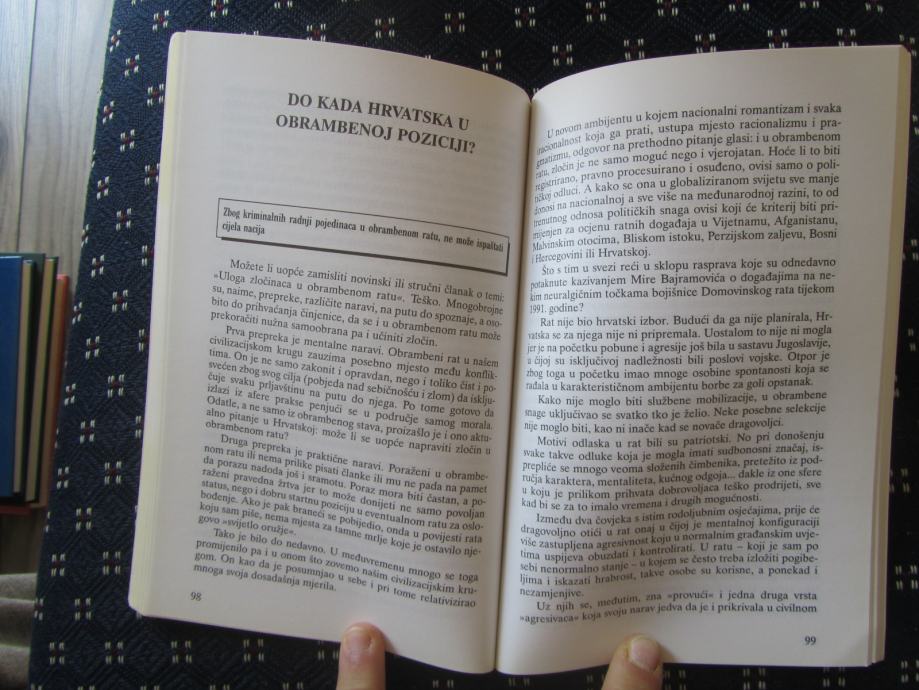 DO KADA HRVATSKA U
OBRAMBENOJ POZICIJI?
Zbog kriminalnih radnji pojedinaca u obrambenom ratu, ne može ispaštati
cijela nacija
Možete li uopće zamisliti novinski ili stručni članak o temi:
»Uloga zločinaca u obrambenom ratu«. Teško. Mnogobrojne
su, naime, prepreke, različite naravi, na putu do spoznaje, a oso-
bito do prihvaćanja činjenice, da se i u obrambenom ratu može
prekoračiti nužna samoobrana pa i učiniti zločin.
Prva prepreka je mentalne naravi. Obrambeni rat u našem
civilizacijskom krugu zauzima posebno mjesto među konflik-
tima. On je ne samo zakonit i opravdan, nego i toliko čist i po-
svećen zbog svog cilja (pobjeda nad sebičnošću i zlom) da isklju-
čuje svaku prljavštinu na putu do njega. Po tome gotovo da
izlazi iz afere prakse penjući se u područje samog morala.
Odatle, a ne samo iz obrambenog stava, proizašlo je i ono aktu-
alno pitanje u Hrvatskoj: može li se uopće napraviti zločin u
obrambenom ratu?
Druga prepreka je praktične naravi. Poraženi u obrambe-
nom ratu ili nema prilike pisati članke ili mu ne pada na pamet
da porazu nadoda još i sramotu. Poraz mora biti častan, a po-
raženi pravedna žrtva jer to može donijeti ne samo povoljan
status, nego i dobru startnu poziciju u eventualnom ratu za oslo-
bođenje. Ako je pak braneći se pobijedio, onda u povijesti rata
koju sam piše, nema mjesta za tamne mrlje koje je ostavilo nje-
govo »svijetlo oružje«.
Tako je bilo do nedavno. U međuvremenu mnogo se toga
promijenilo pa i u onom što zovemo našim civilizacijskim kru-
gom. On kao da je posumnjao u sebe i pri tome relativizirao
mnoga svoja dosadašnja mjerila.
98
U novom ambijentu u kojem nacionalni romantizam i svaka
iracionalnost koja ga prati, ustupa mjesto racionalizmu i pra-
gmatizmu, odgovor na prethodno pitanje glasi: i u obrambenom
ratu, zločin je ne samo moguć nego i vjerojatan. Hoće li to biti
registrirano, pravno procesuirano i osuđeno, ovisi samo o poli-
tičkoj odluci. A kako se ona u globaliziranom svijetu sve manje
donosi na nacionalnoj a sve više na međunarodnoj razini, to od
trenutnog odnosa političkih snaga ovisi koji će kriterij biti pri-
mijenjen za ocjenu ratnih događaja u Vijetnamu, Afganistanu,
Malvinskim otocima, Bliskom istoku, Perzijskom zaljevu, Bosni
i Hercegovini ili Hrvatskoj.
Što s tim u svezi reći u sklopu rasprava koje su odnedavno
potaknute kazivanjem Mire Bajramovića o događajima na ne-
kim neuralgičnim točkama bojišnice Domovinskog rata tijekom
1991. godine?
Rat nije bio hrvatski izbor. Budući da ga nije planirala, Hr-
vatska se za njega nije ni pripremala. Uostalom to nije ni mogla
jer je na početku pobune i agresije još bila u sastavu Jugoslavije,
u čijoj su isključivoj nadležnosti bili poslovi vojske. Otpor je
zbog toga u početku imao mnoge osobine spontanosti koja se
rađala u karakterističnom ambijentu borbe za goli opstanak.
Kako nije moglo biti službene mobilizacije, u obrambene
snage uključivao se svatko tko je želio. Neke posebne selekcije
nije moglo biti, kao ni inače kad se novače dragovoljci.
Motivi odlaska u rat bili su patriotski. No pri donošenju
svake takve odluke koja je mogla imati sudbonosni značaj, is-
prepliće se mnogo veoma složenih čimbenika, pretežito iz pod-
ručja karaktera, mentaliteta, kućnog odgoja... dakle iz one sfere
u koju je prilikom prihvata dobrovoljaca teško prodrijeti, sve
kad bi se za to imalo vremena i drugih mogućnosti.
Između dva čovjeka s istim rodoljubnim osjećajima, prije će
dragovoljno otići u rat onaj u čijoj je mentalnoj konfiguraciji
više zastupljena agresivnost koju u normalnim građanskim uvje-
tima uspijeva obuzdati i kontrolirati. U ratu – koji je sam po
sebi nenormalno stanje – u kojem se često treba izložiti pogibe-
ljima i iskazati hrabrost, takve osobe su korisne, a ponekad i
nezamjenjive.
Uz njih se, međutim, zna »provući« i jedna druga vrsta
»agresivaca« koja svoju narav jedva da je i prikrivala u civilnom
99